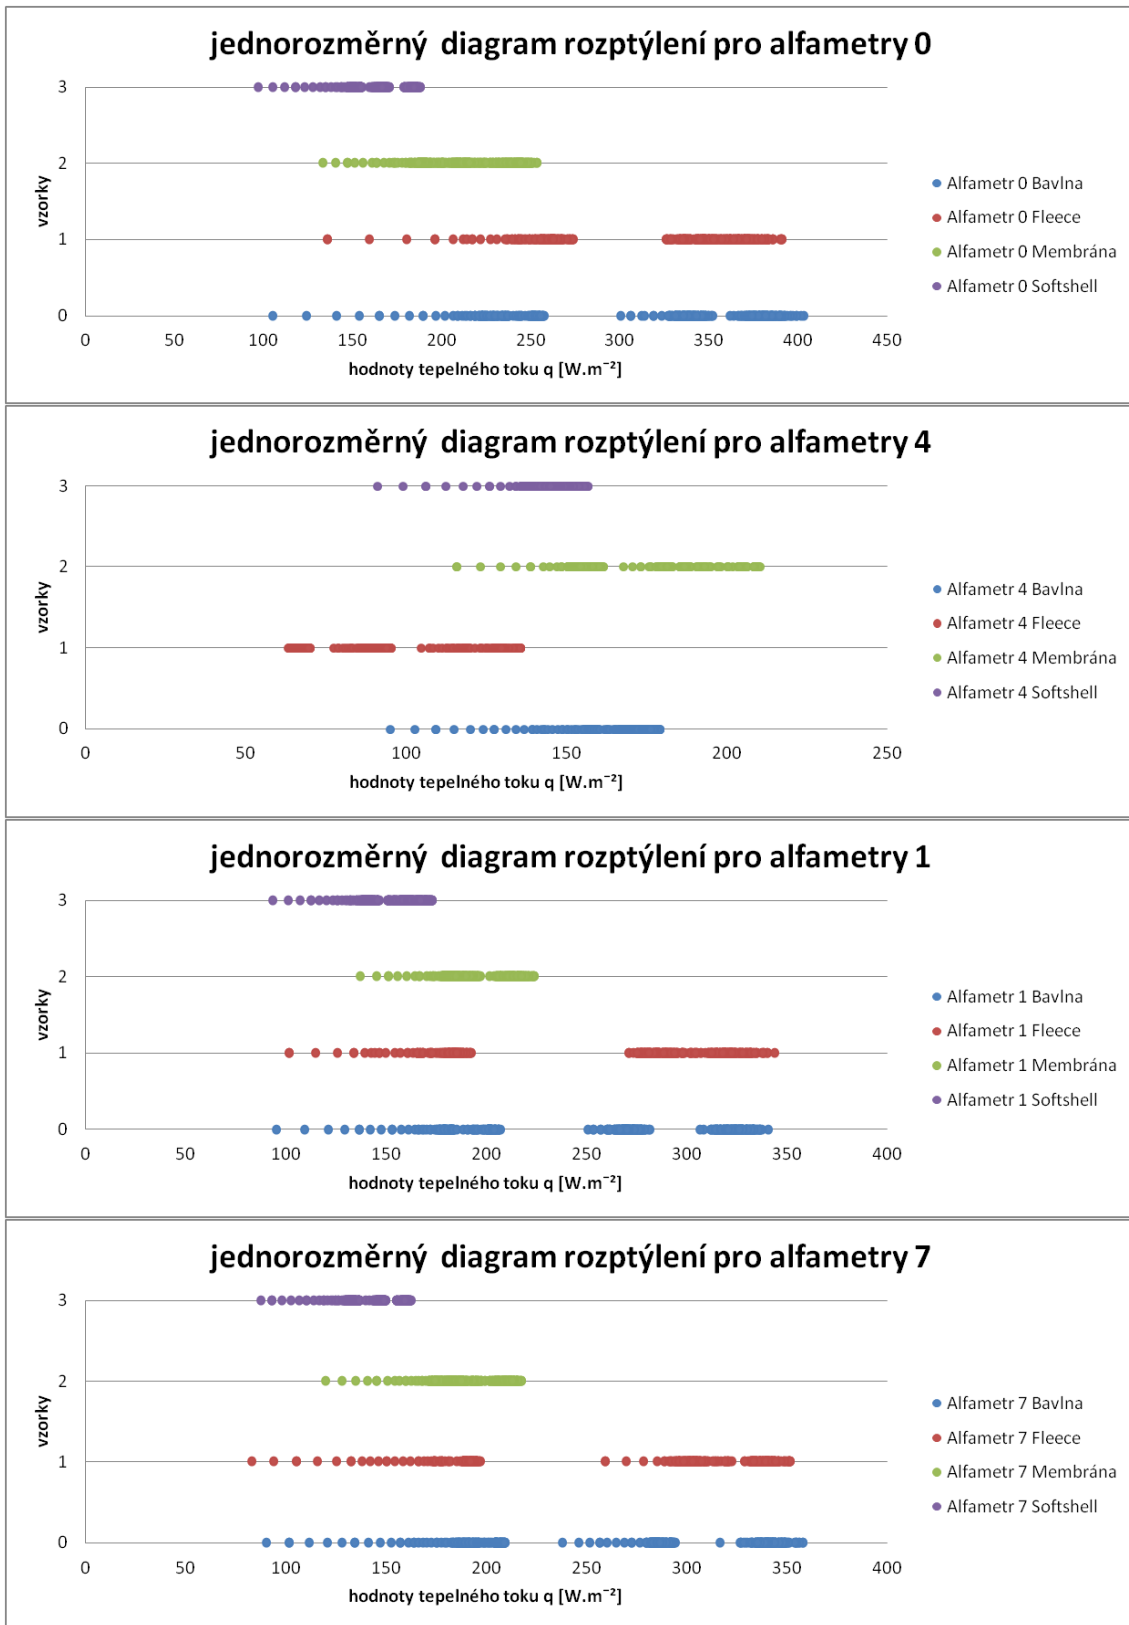 jednorozměrný diagram rozptýlení pro alfametry 0
3
2
1
0
vzorky
0 50 100 150 200 250 300 350 400 450
hodnoty tepelného toku q [W.m⁻²]
Alfametr 0 Bavlna
Alfametr 0 Fleece
Alfametr 0 Membrána
Alfametr 0 Softshell
jednorozměrný diagram rozptýlení pro alfametry 4
3
2
1
0
vzorky
0 50 100 150 200 250
hodnoty tepelného toku q [W.m⁻²]
Alfametr 4 Bavlna
Alfametr 4 Fleece
Alfametr 4 Membrána
Alfametr 4 Softshell
jednorozměrný diagram rozptýlení pro alfametry 1
3
2
1
0
vzorky
0 50 100 150 200 250 300 350 400
hodnoty tepelného toku q [W.m⁻²]
Alfametr 1 Bavlna
Alfametr 1 Fleece
Alfametr 1 Membrána
Alfametr 1 Softshell
jednorozměrný diagram rozptýlení pro alfametry 7
3
2
1
0
vzorky
0 50 100 150 200 250 300 350 400
hodnoty tepelného toku q [W.m⁻²]
Alfametr 7 Bavlna
Alfametr 7 Fleece
Alfametr 7 Membrána
Alfametr 7 Softshell